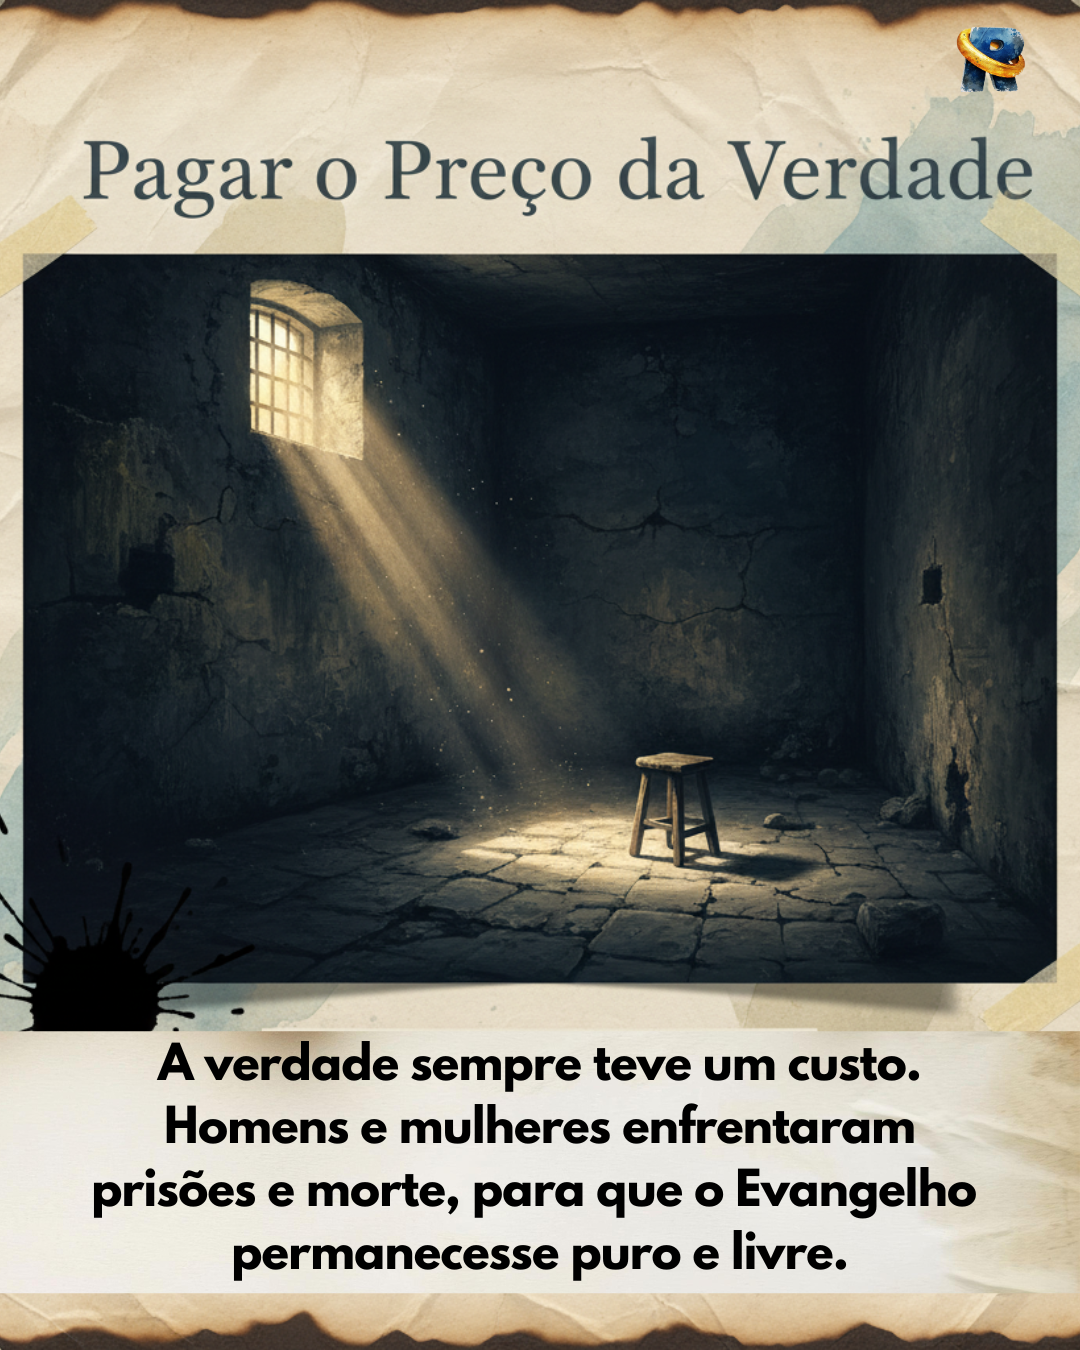 Pagar o Preço da Verdade
A verdade sempre teve um custo.
Homens e mulheres enfrentaram
prisões e morte, para que o Evangelho
permanecesse puro e livre.